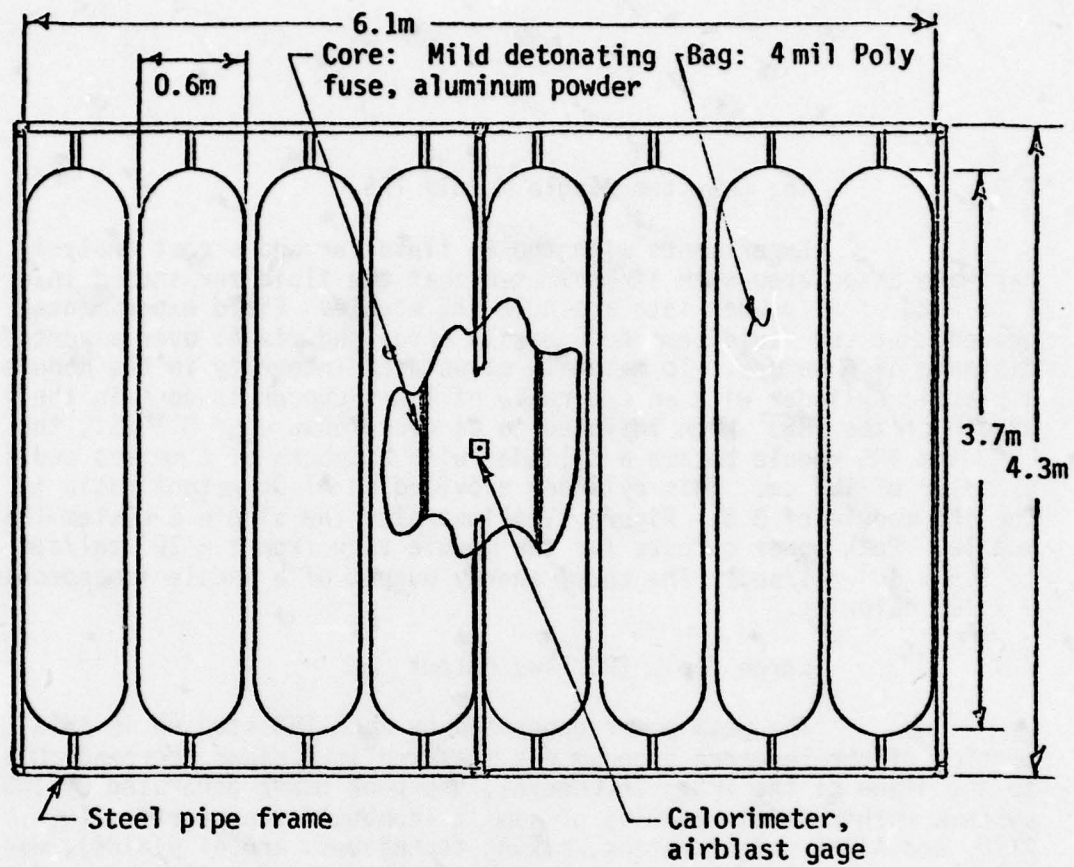 6.1m
Core: Mild detonating
fuse, aluminum powder
Bag: 4 mil Poly
0.6m
3.7m
4.3m
Steel pipe frame
Calorimeter,
airblast gage